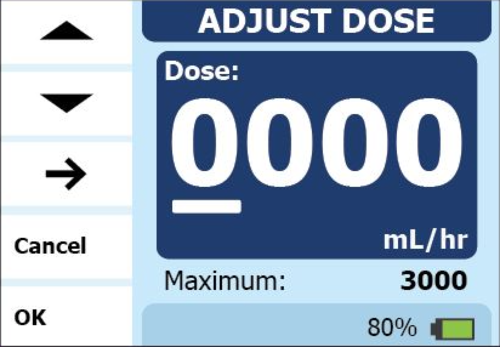 ADJUST DOSE
Dose:
0000
mL/hr
Cancel
Maximum: 3000
OK
80%